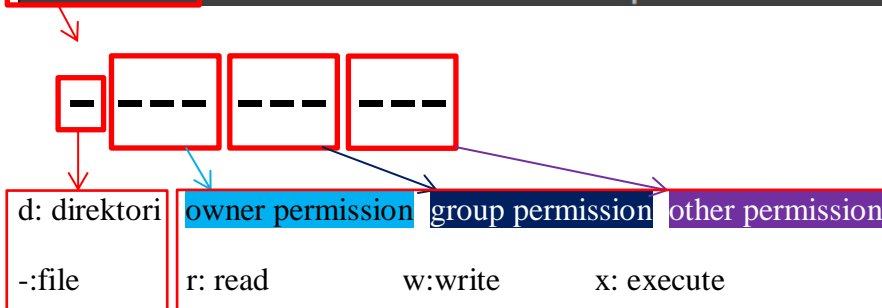 - --- --- ---
d: direktori owner permission group permission other permission
-:file r: read w:write x: execute